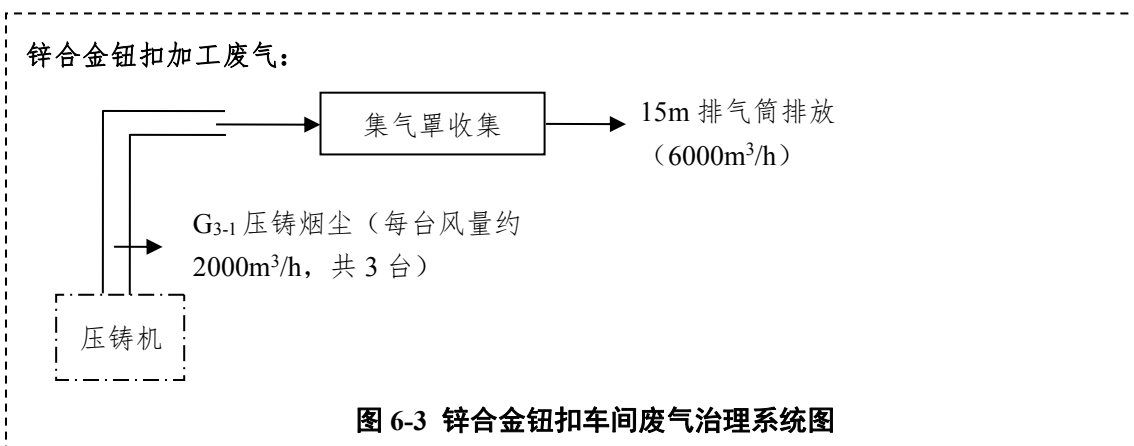 锌合金钮扣加工废气：
集气罩收集
15m 排气筒排放
（6000m³/h）
G₃₋₁ 压铸烟尘（每台风量约
2000m³/h，共 3 台）
压铸机
图 6-3 锌合金钮扣车间废气治理系统图